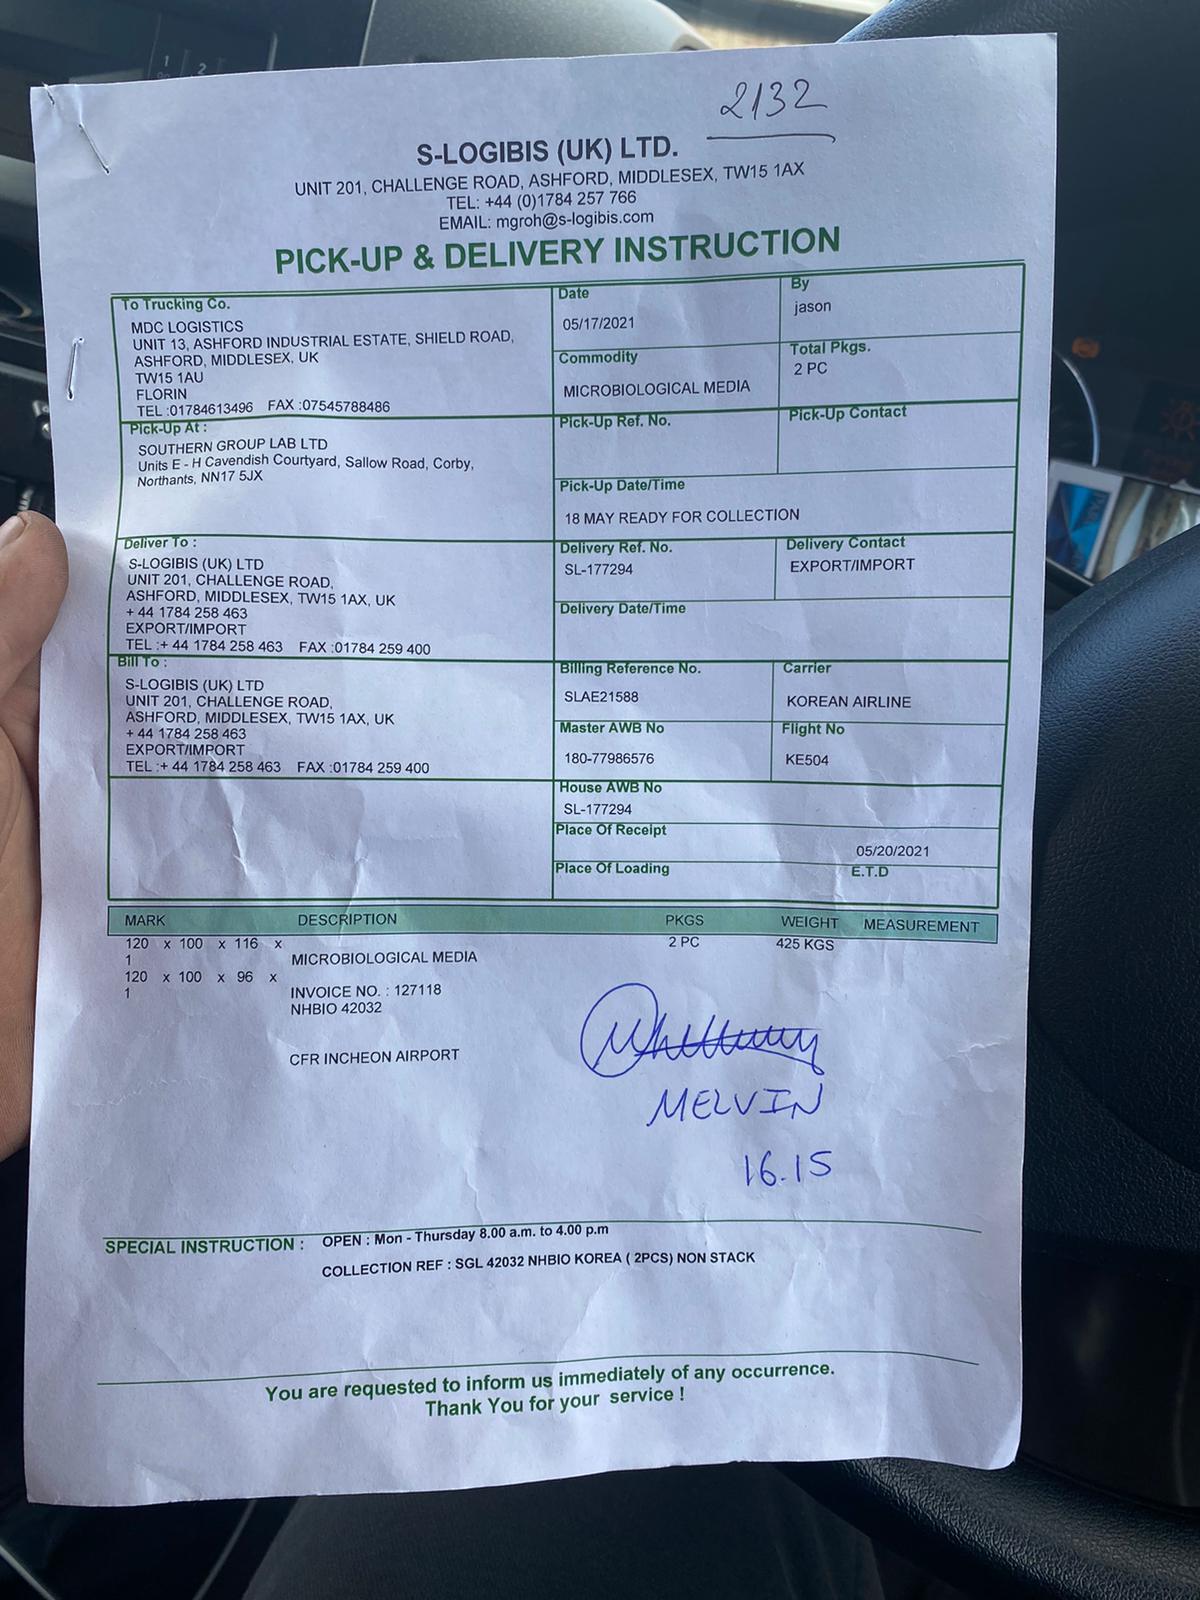 2132
S-LOGIBIS (UK) LTD.
UNIT 201, CHALLENGE ROAD, ASHFORD, MIDDLESEX, TW15 1AX
TEL: +44 (0)1784 257 766
EMAIL: mgroh@s-logibis.com
PICK-UP & DELIVERY INSTRUCTION
To Trucking Co.
MDC LOGISTICS
UNIT 13, ASHFORD INDUSTRIAL ESTATE, SHIELD ROAD,
ASHFORD, MIDDLESEX, UK
TW15 1AU
FLORIN
TEL :01784613496 FAX :07545788486
Date
05/17/2021
By
jason
Commodity
MICROBIOLOGICAL MEDIA
Total Pkgs.
2 PC
Pick-Up At :
SOUTHERN GROUP LAB LTD
Units E - H Cavendish Courtyard, Sallow Road, Corby,
Northants, NN17 5JX
Pick-Up Ref. No.
Pick-Up Contact
Pick-Up Date/Time
18 MAY READY FOR COLLECTION
Deliver To :
S-LOGIBIS (UK) LTD
UNIT 201, CHALLENGE ROAD,
ASHFORD, MIDDLESEX, TW15 1AX, UK
+ 44 1784 258 463
EXPORT/IMPORT
TEL :+ 44 1784 258 463 FAX :01784 259 400
Delivery Ref. No.
SL-177294
Delivery Contact
EXPORT/IMPORT
Delivery Date/Time
Bill To :
S-LOGIBIS (UK) LTD
UNIT 201, CHALLENGE ROAD,
ASHFORD, MIDDLESEX, TW15 1AX, UK
+ 44 1784 258 463
EXPORT/IMPORT
TEL :+ 44 1784 258 463 FAX :01784 259 400
Billing Reference No.
SLAE21588
Carrier
KOREAN AIRLINE
Master AWB No
180-77986576
Flight No
KE504
House AWB No
SL-177294
Place Of Receipt
05/20/2021
Place Of Loading
E.T.D
MARK DESCRIPTION PKGS WEIGHT MEASUREMENT
120 x 100 x 116 x 2 PC 425 KGS
1 MICROBIOLOGICAL MEDIA
120 x 100 x 96 x
1 INVOICE NO. : 127118
NHBIO 42032
CFR INCHEON AIRPORT
MELVIN
16.15
SPECIAL INSTRUCTION : OPEN : Mon - Thursday 8.00 a.m. to 4.00 p.m
COLLECTION REF : SGL 42032 NHBIO KOREA ( 2PCS) NON STACK
You are requested to inform us immediately of any occurrence.
Thank You for your service !